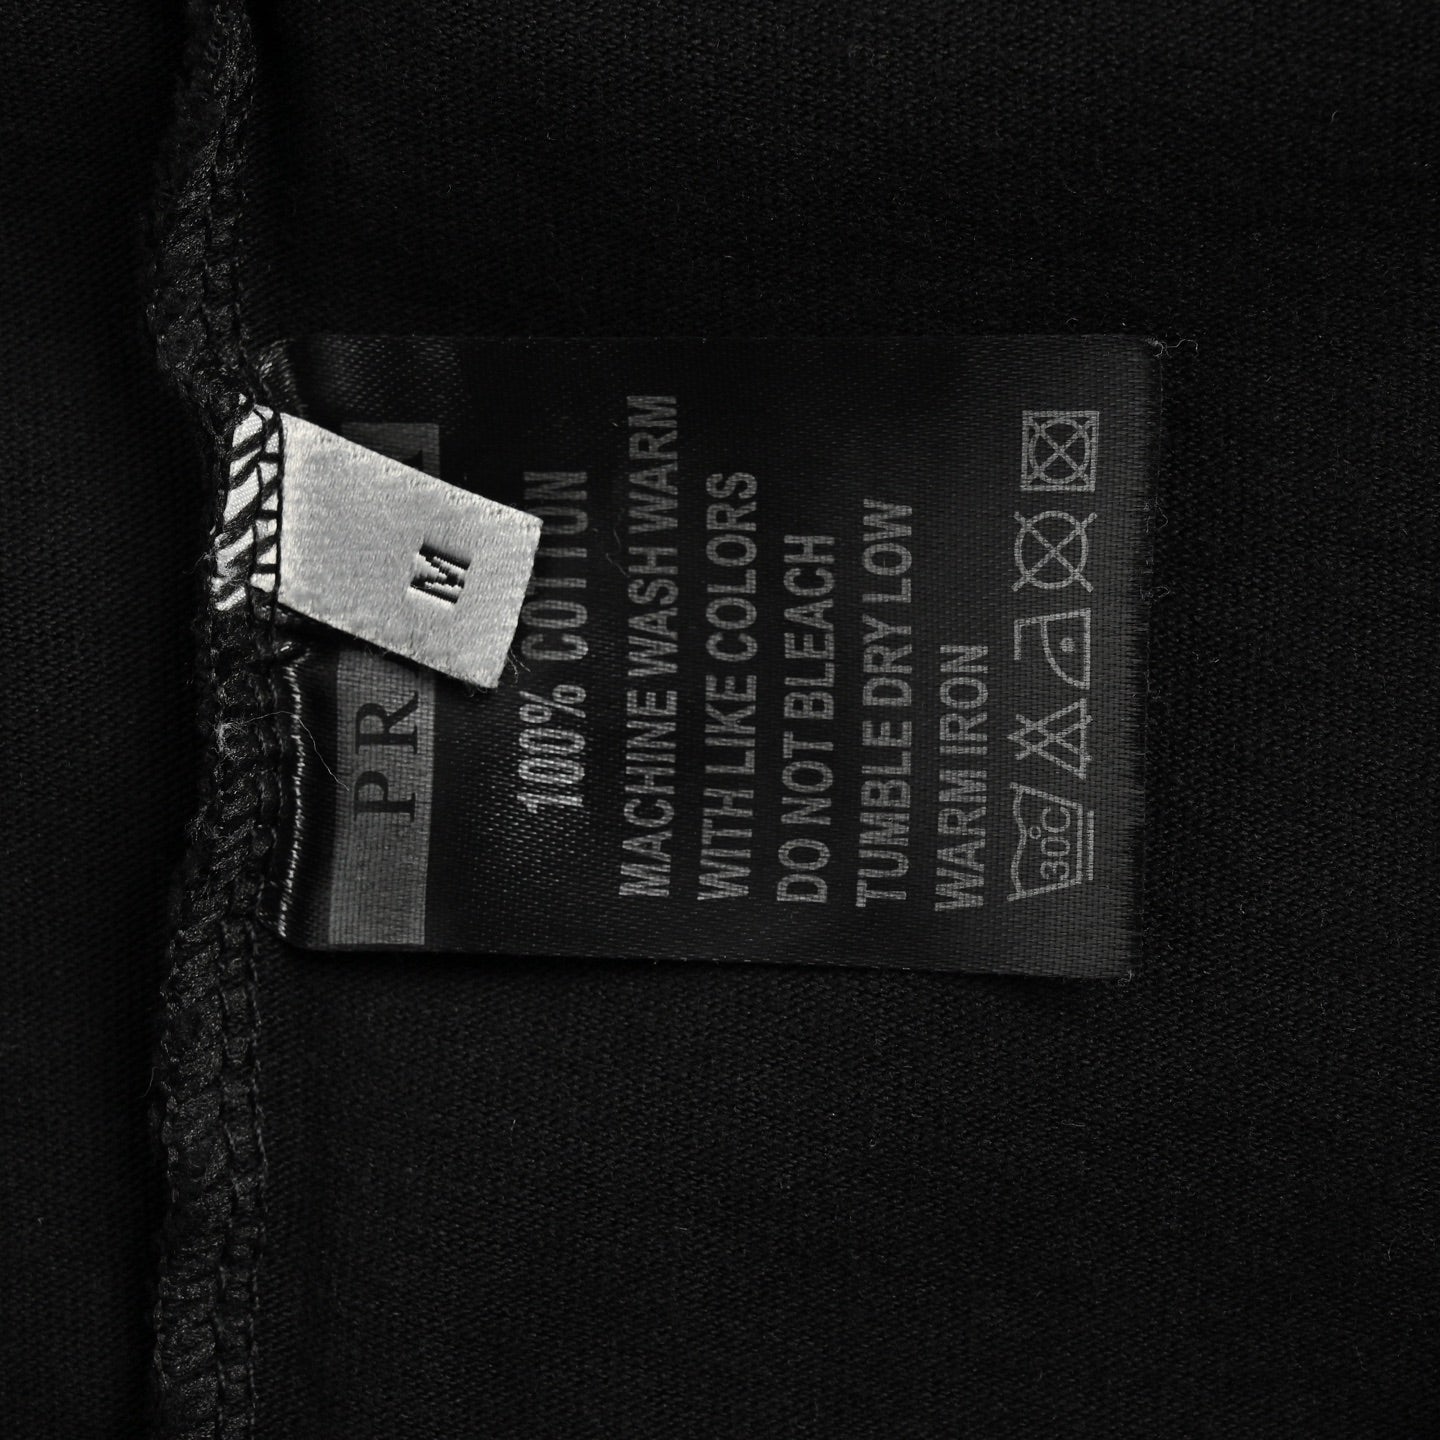 M
PR
100% COTTON
MACHINE WASH WARM
WITH LIKE COLORS
DO NOT BLEACH
TUMBLE DRY LOW
WARM IRON
30°C